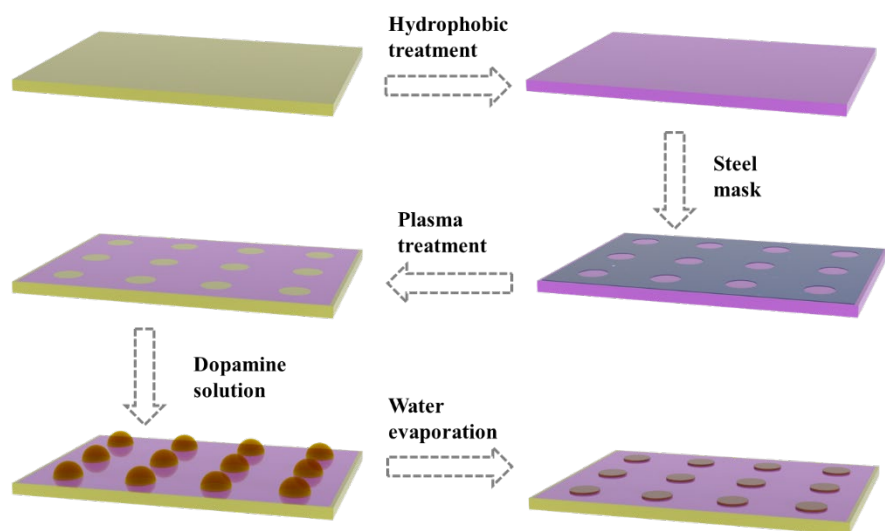 Hydrophobic
treatment
Steel
mask
Plasma
treatment
Dopamine
solution
Water
evaporation